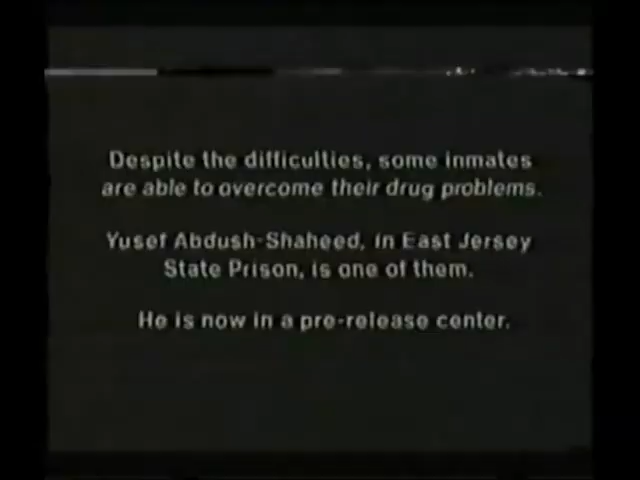 Despite the difficulties, some inmates
are able to overcome their drug problems.
Yusef Abdush-Shaheed, in East Jersey
State Prison, is one of them.
He is now in a pre-release center.